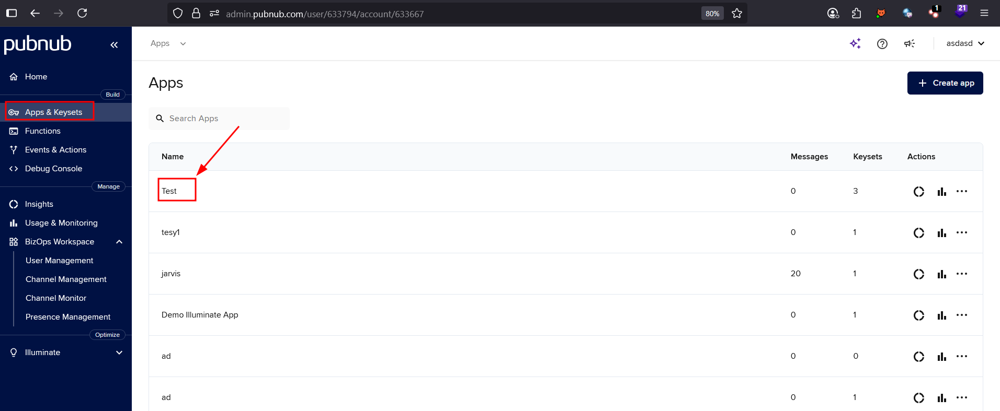 admin.pubnub.com/user/633794/account/633667
80%
1
21
pubnub
Apps
asdasd
Home
Apps
Create app
Build
Apps & Keysets
Search Apps
Functions
Events & Actions
Name Messages Keysets Actions
Debug Console
Manage
Test 0 3
Insights
Usage & Monitoring
tesy1 0 1
BizOps Workspace
User Management
jarvis 20 1
Channel Management
Channel Monitor
Demo Illuminate App 0 1
Presence Management
Optimize
Illuminate
ad 0 0
ad 0 1